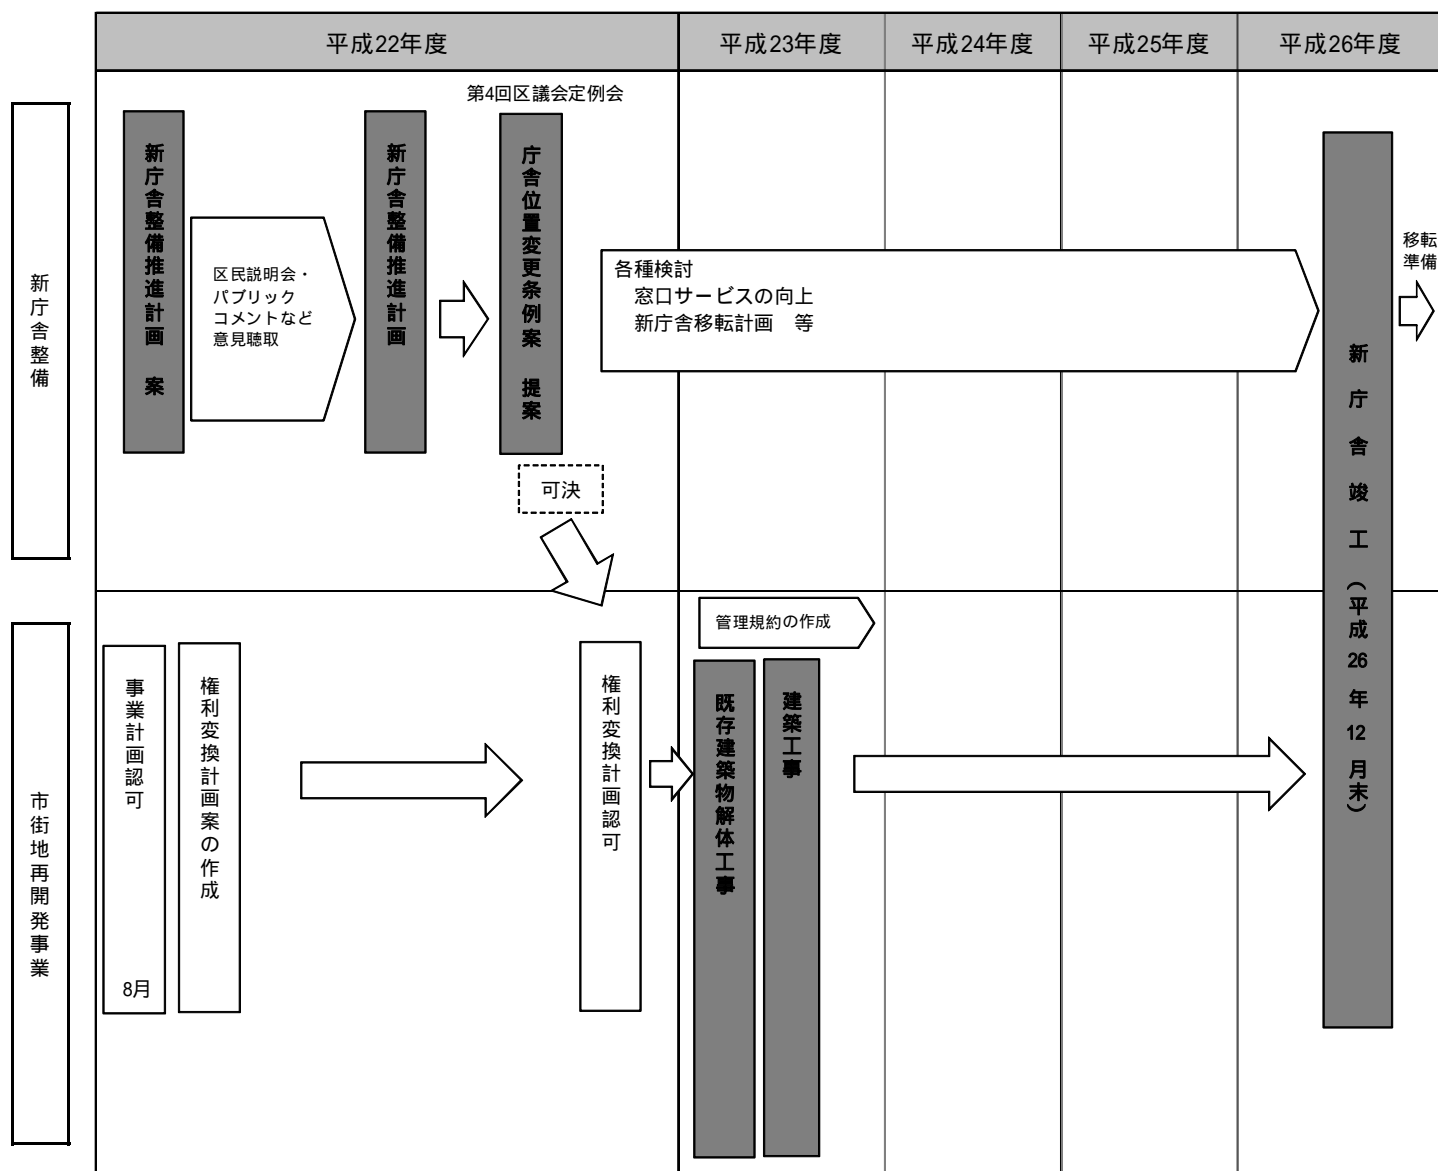 平成22年度
平成23年度
平成24年度
平成25年度
平成26年度
新庁舎整備
第4回区議会定例会
新庁舎整備推進計画　案
区民説明会・
パブリック
コメントなど
意見聴取
新庁舎整備推進計画
庁舎位置変更条例案　提案
可決
各種検討
窓口サービスの向上
新庁舎移転計画　等
新庁舎竣工（平成26年12月末）
移転
準備
市街地再開発事業
事業計画認可
8月
権利変換計画案の作成
権利変換計画認可
管理規約の作成
既存建築物解体工事
建築工事